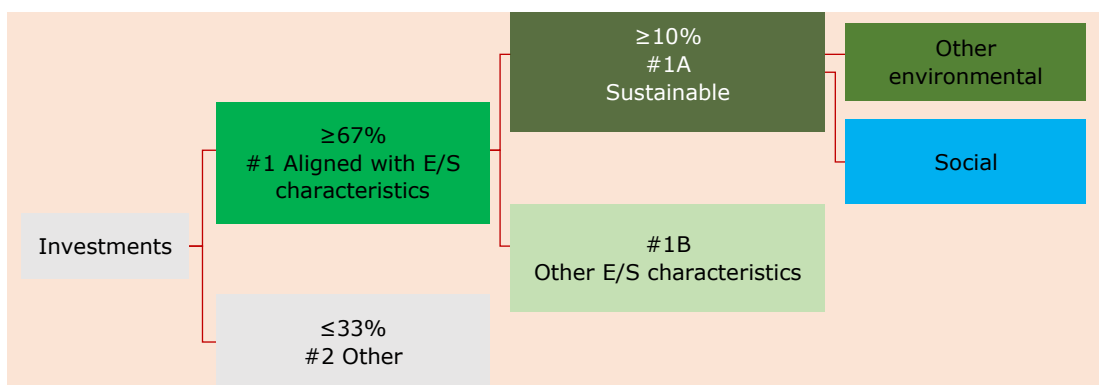 Investments
≥67%
#1 Aligned with E/S
characteristics
≤33%
#2 Other
≥10%
#1A
Sustainable
#1B
Other E/S characteristics
Other
environmental
Social